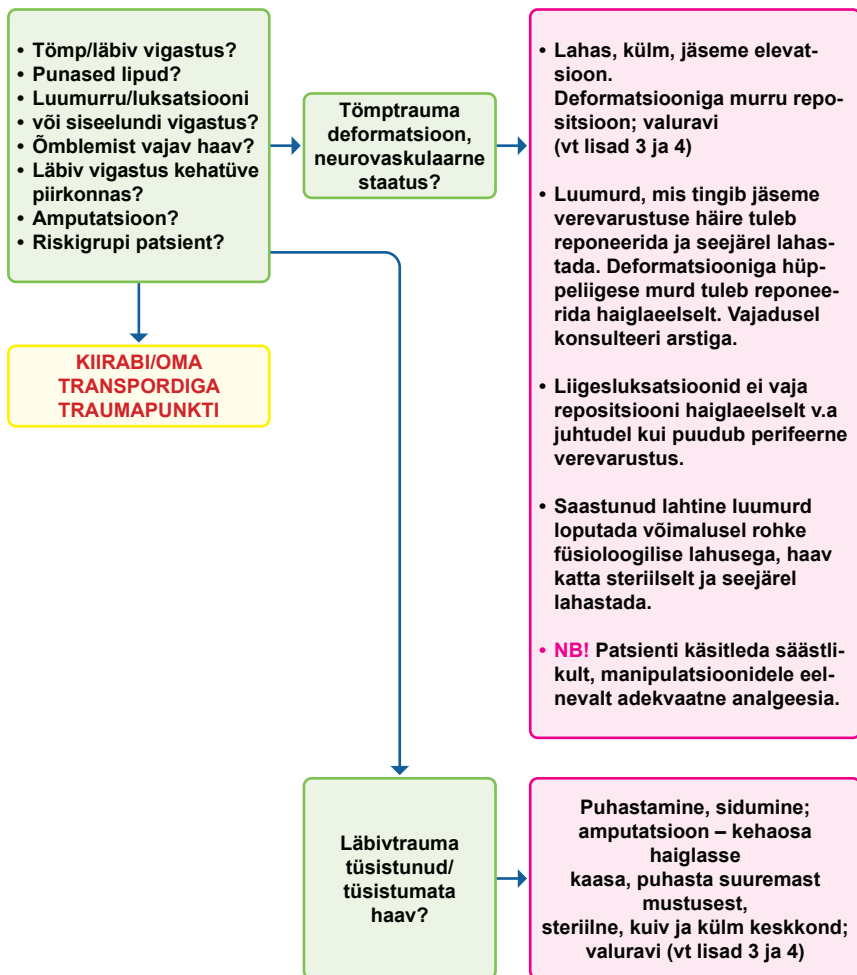 • Tömp/läbiv vigastus?
• Punased lipud?
• Luumurru/luksatsiooni
• või siseelundi vigastus?
• Õmblemist vajav haav?
• Läbiv vigastus kehatüve
piirkonnas?
• Amputatsioon?
• Riskigrupi patsient?
KIIRABI/OMA
TRANSPORDIGA
TRAUMAPUNKTI
Tömptrauma
deformatsioon,
neurovaskulaarne
staatus?
• Lahas, külm, jäseme elevat-
sioon.
Deformatsiooniga murru repo-
sitsioon; valuravi
(vt lisad 3 ja 4)
• Luumurd, mis tingib jäseme
verevarustuse häire tuleb
reponeerida ja seejärel lahas-
tada. Deformatsiooniga hüp-
peliigese murd tuleb reponee-
rida haiglaeelselt. Vajadusel
konsulteeri arstiga.
• Liigesluksatsioonid ei vaja
repositsiooni haiglaeelselt v.a
juhtudel kui puudub perifeerne
verevarustus.
• Saastunud lahtine luumurd
loputada võimalusel rohke
füsioloogilise lahusega, haav
katta steriilselt ja seejärel
lahastada.
• NB! Patsienti käsitleda säästli-
kult, manipulatsioonidele eel-
nevalt adekvaatne analgeesia.
Läbivtrauma
tüsistunud/
tüsistumata
haav?
Puhastamine, sidumine;
amputatsioon – kehaosa
haiglasse
kaasa, puhasta suuremast
mustusest,
steriilne, kuiv ja külm keskkond;
valuravi (vt lisad 3 ja 4)